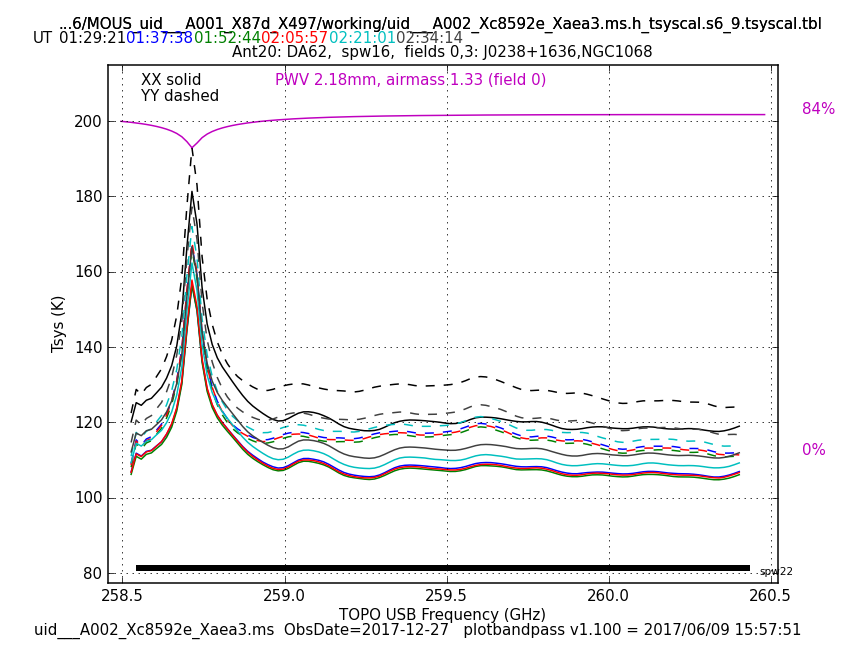 ...6/MOUS_uid___A001_X87d_X497/working/uid___A002_Xc8592e_Xaea3.ms.h_tsyscal.s6_9.tsyscal.tbl
UT 01:29:21 01:37:38 01:52:44 02:05:57 02:21:01 02:34:14
Ant20: DA62, spw16, fields 0,3: J0238+1636,NGC1068
XX solid
PWV 2.18mm, airmass 1.33 (field 0)
YY dashed
84%
200
180
160
140
120
100
80
0%
Tsys (K)
spw22
258.5 259.0 259.5 260.0 260.5
TOPO USB Frequency (GHz)
uid___A002_Xc8592e_Xaea3.ms ObsDate=2017-12-27 plotbandpass v1.100 = 2017/06/09 15:57:51